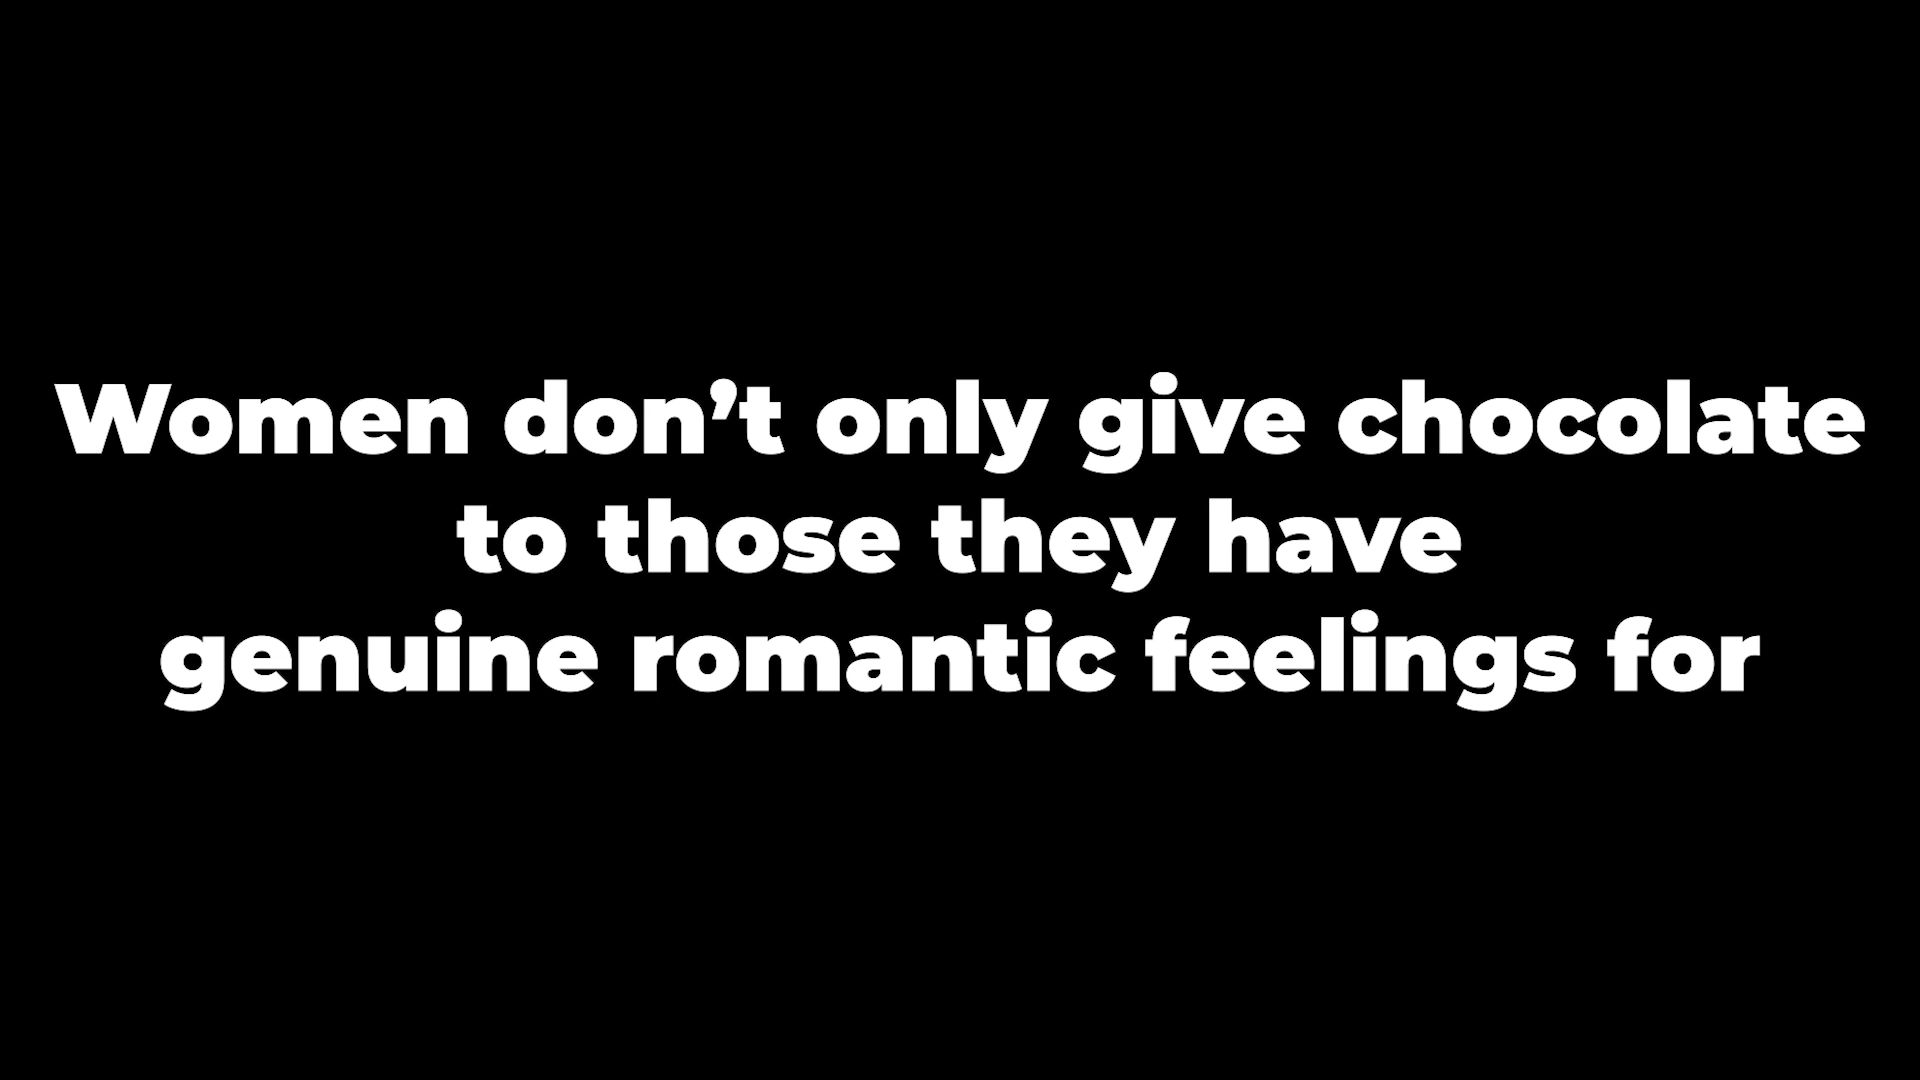 Women don’t only give chocolate
to those they have
genuine romantic feelings for